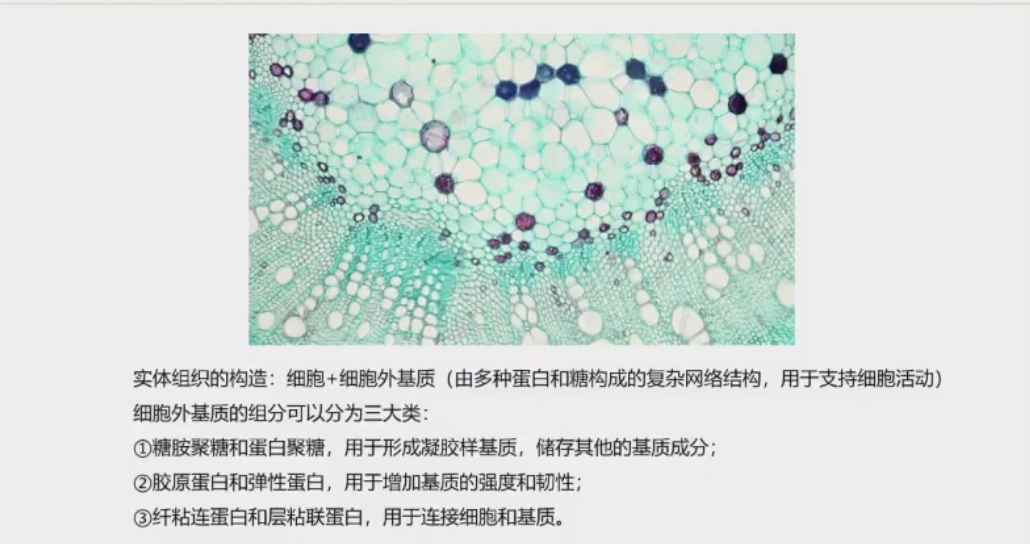 实体组织的构造：细胞+细胞外基质（由多种蛋白和糖构成的复杂网络结构，用于支持细胞活动）
细胞外基质的组分可以分为三大类：
①糖胺聚糖和蛋白聚糖，用于形成凝胶样基质，储存其他的基质成分；
②胶原蛋白和弹性蛋白，用于增加基质的强度和韧性；
③纤粘连蛋白和层粘联蛋白，用于连接细胞和基质。